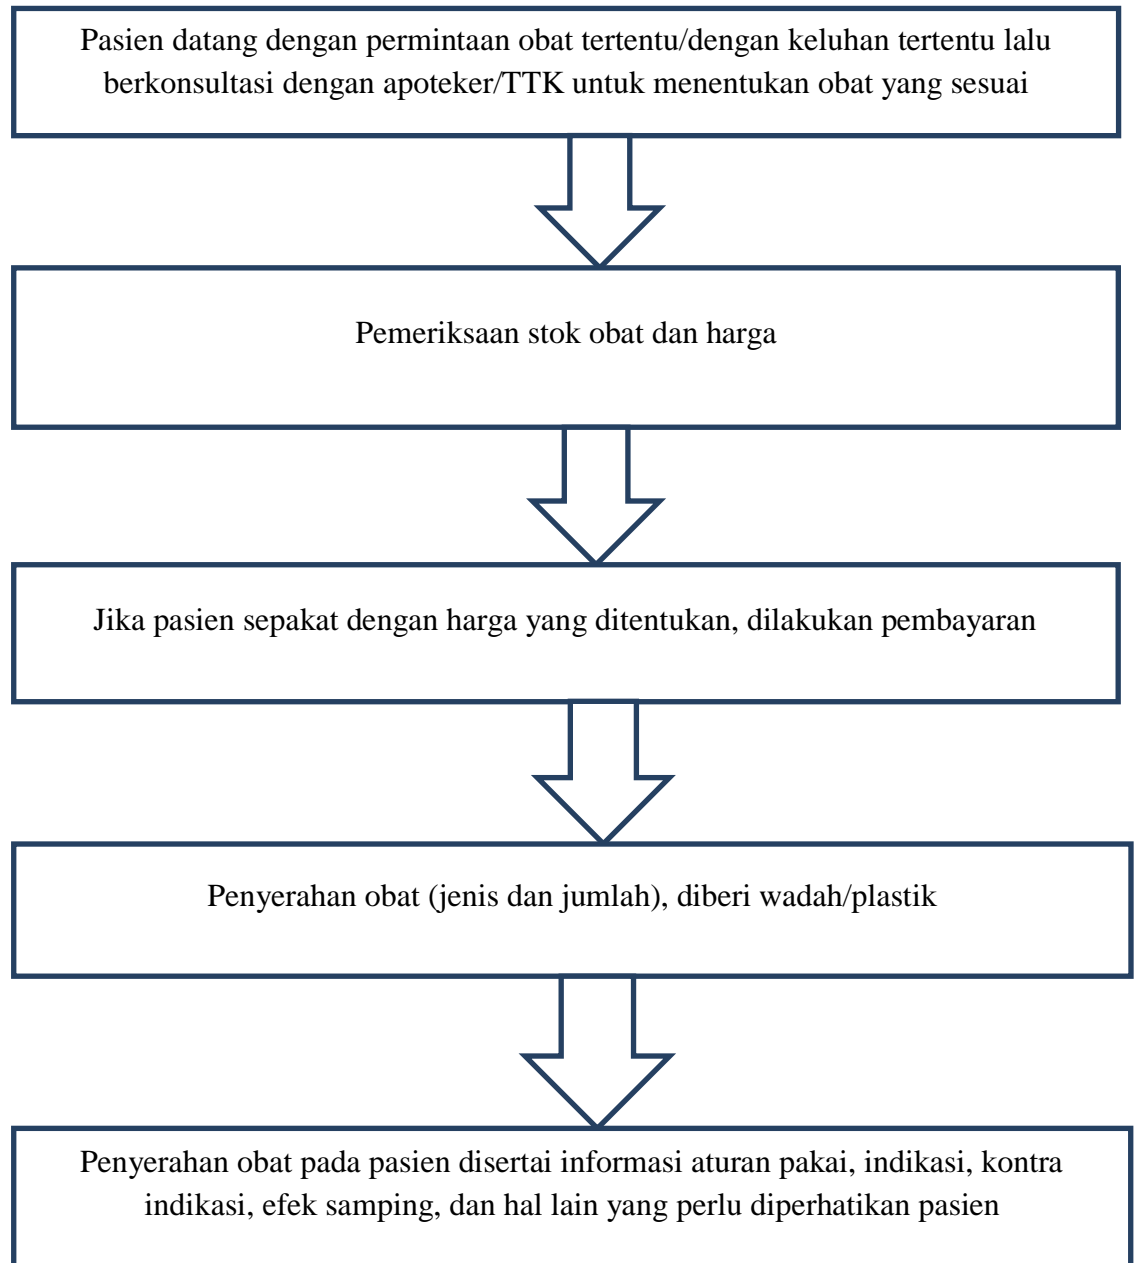 Pasien datang dengan permintaan obat tertentu/dengan keluhan tertentu lalu
berkonsultasi dengan apoteker/TTK untuk menentukan obat yang sesuai
Pemeriksaan stok obat dan harga
Jika pasien sepakat dengan harga yang ditentukan, dilakukan pembayaran
Penyerahan obat (jenis dan jumlah), diberi wadah/plastik
Penyerahan obat pada pasien disertai informasi aturan pakai, indikasi, kontra
indikasi, efek samping, dan hal lain yang perlu diperhatikan pasien